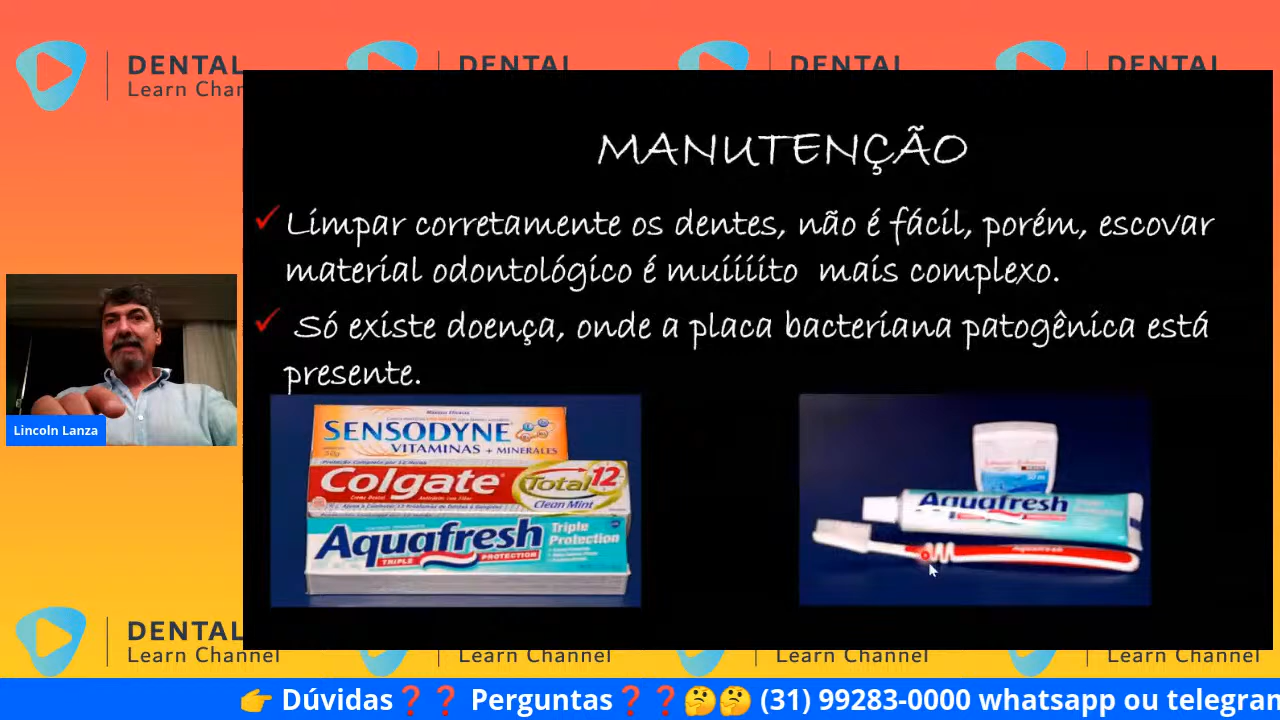 DENTAL
Learn Chan
DENTAL
DENTAL
DENTAL
MANUTENÇÃO
Limpar corretamente os dentes, não é fácil, porém, escovar
material odontológico é muiiiito mais complexo.
Só existe doença, onde a placa bacteriana patogênica está
presente.
Lincoln Lanza
SENSODYNE
VITAMINAS + MINERALES
Colgate
Total 12
Clean Mint
Aquafresh
Triple
Protection
TRIPLE PROTECTION
Aquafresh
DENTAL
Learn Channel
Learn Channel
Learn Channel
Learn Channel
👉 Dúvidas❓❓ Perguntas❓❓🤔🤔 (31) 99283-0000 whatsapp ou telegran